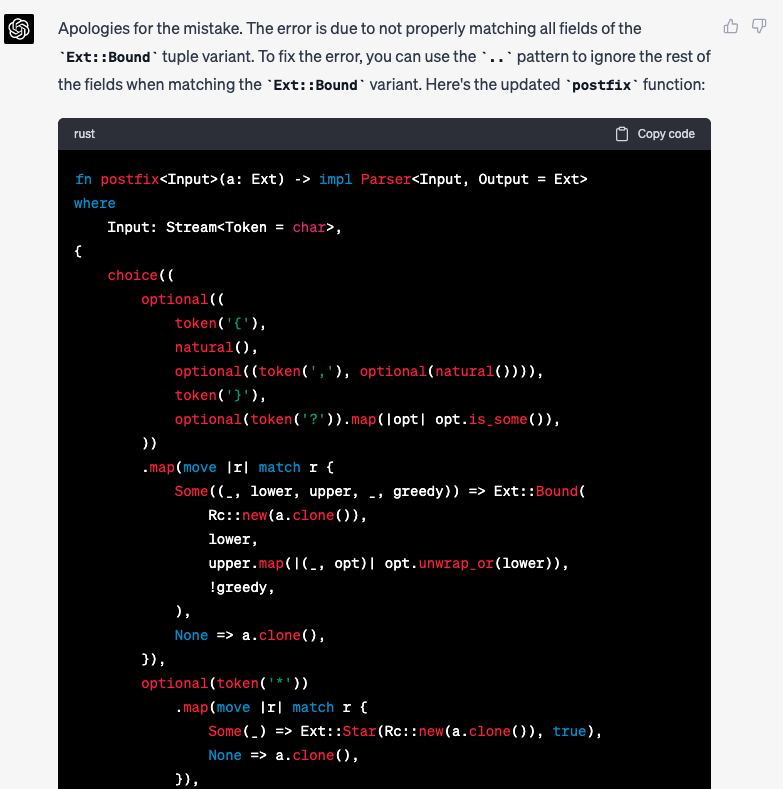 Apologies for the mistake. The error is due to not properly matching all fields of the
`Ext::Bound` tuple variant. To fix the error, you can use the `..` pattern to ignore the rest of
the fields when matching the `Ext::Bound` variant. Here's the updated `postfix` function:
rust
Copy code
fn postfix<Input>(a: Ext) -> impl Parser<Input, Output = Ext>
where
    Input: Stream<Token = char>,
{
    choice((
        optional((
            token('{'),
            natural(),
            optional((token(','), optional(natural()))),
            token('}'),
            optional(token('?')).map(|opt| opt.is_some()),
        ))
        .map(move |r| match r {
            Some((_, lower, upper, _, greedy)) => Ext::Bound(
                Rc::new(a.clone()),
                lower,
                upper.map(|(_, opt)| opt.unwrap_or(lower)),
                !greedy,
            ),
            None => a.clone(),
        }),
        optional(token('*'))
            .map(move |r| match r {
                Some(_) => Ext::Star(Rc::new(a.clone()), true),
                None => a.clone(),
            }),